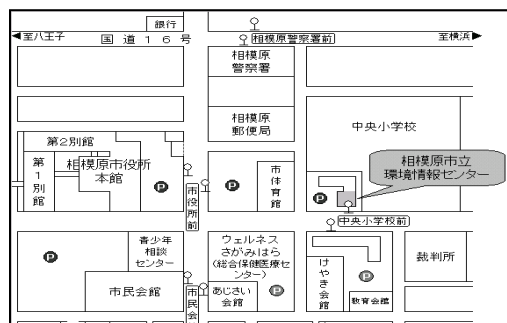 銀行
◀至八王子
国道16号
相模原警察署前
至横浜▶
相模原
警察署
相模原
郵便局
中央小学校
第2別館
第1別館
相模原市役所
本館
P
市役所前
P
市体育館
相模原市立
環境情報センター
P
中央小学校前
P
青少年
相談
センター
市民会館
ウェルネス
さがみはら
(総合保健医療セ
ンター)
あじさい
会館
P
けやき会館
P
教育会館
裁判所